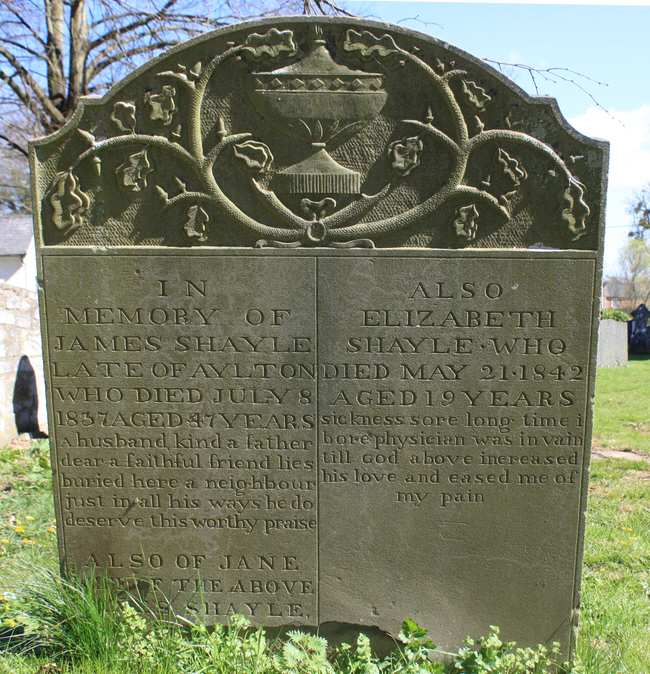 IN
MEMORY OF
JAMES SHAYLE
LATE OF AYLTON
WHO DIED JULY 8
1837 AGED 47 YEARS
a husband kind a father
dear a faithful friend lies
buried here a neighbour
just in all his ways he do
deserve this worthy praise
ALSO OF JANE
OF THE ABOVE
S SHAYLE.
ALSO
ELIZABETH
SHAYLE·WHO
DIED MAY 21·1842
AGED 19 YEARS
sickness sore long time i
bore physician was in vain
till God above increased
his love and eased me of
my pain